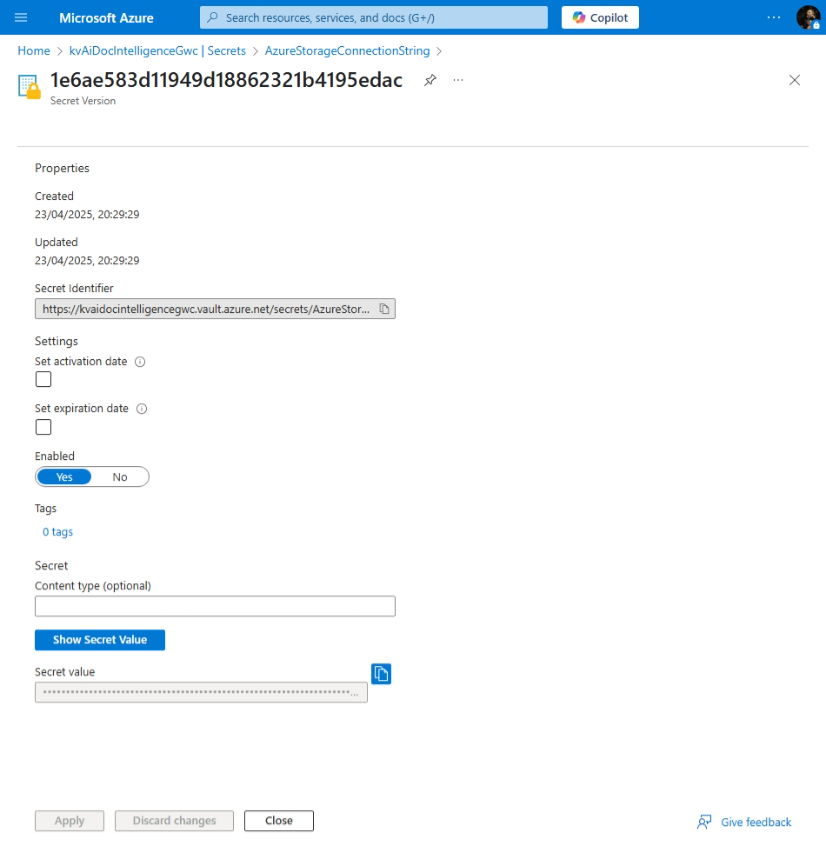 Microsoft Azure
Search resources, services, and docs (G+/)
Copilot
...
Home > kvAiDocIntelligenceGwc | Secrets > AzureStorageConnectionString >
1e6ae583d11949d18862321b4195edac
...
Secret Version
Properties
Created
23/04/2025, 20:29:29
Updated
23/04/2025, 20:29:29
Secret Identifier
https://kvaidocintelligencegwc.vault.azure.net/secrets/AzureStor...
Settings
Set activation date
Set expiration date
Enabled
Yes No
Tags
0 tags
Secret
Content type (optional)
Show Secret Value
Secret value
Apply Discard changes Close
Give feedback